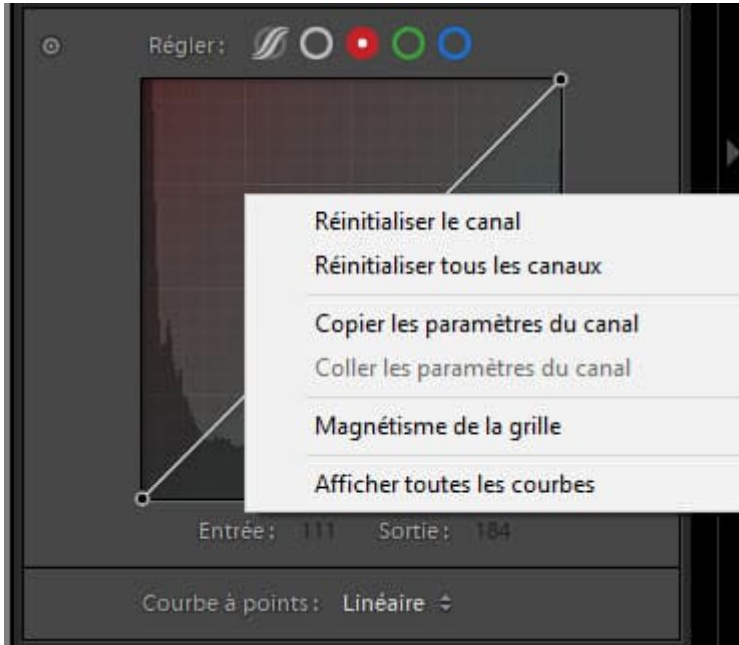 Régler :
Réinitialiser le canal
Réinitialiser tous les canaux
Copier les paramètres du canal
Coller les paramètres du canal
Magnétisme de la grille
Afficher toutes les courbes
Entrée : 111 Sortie : 184
Courbe à points : Linéaire